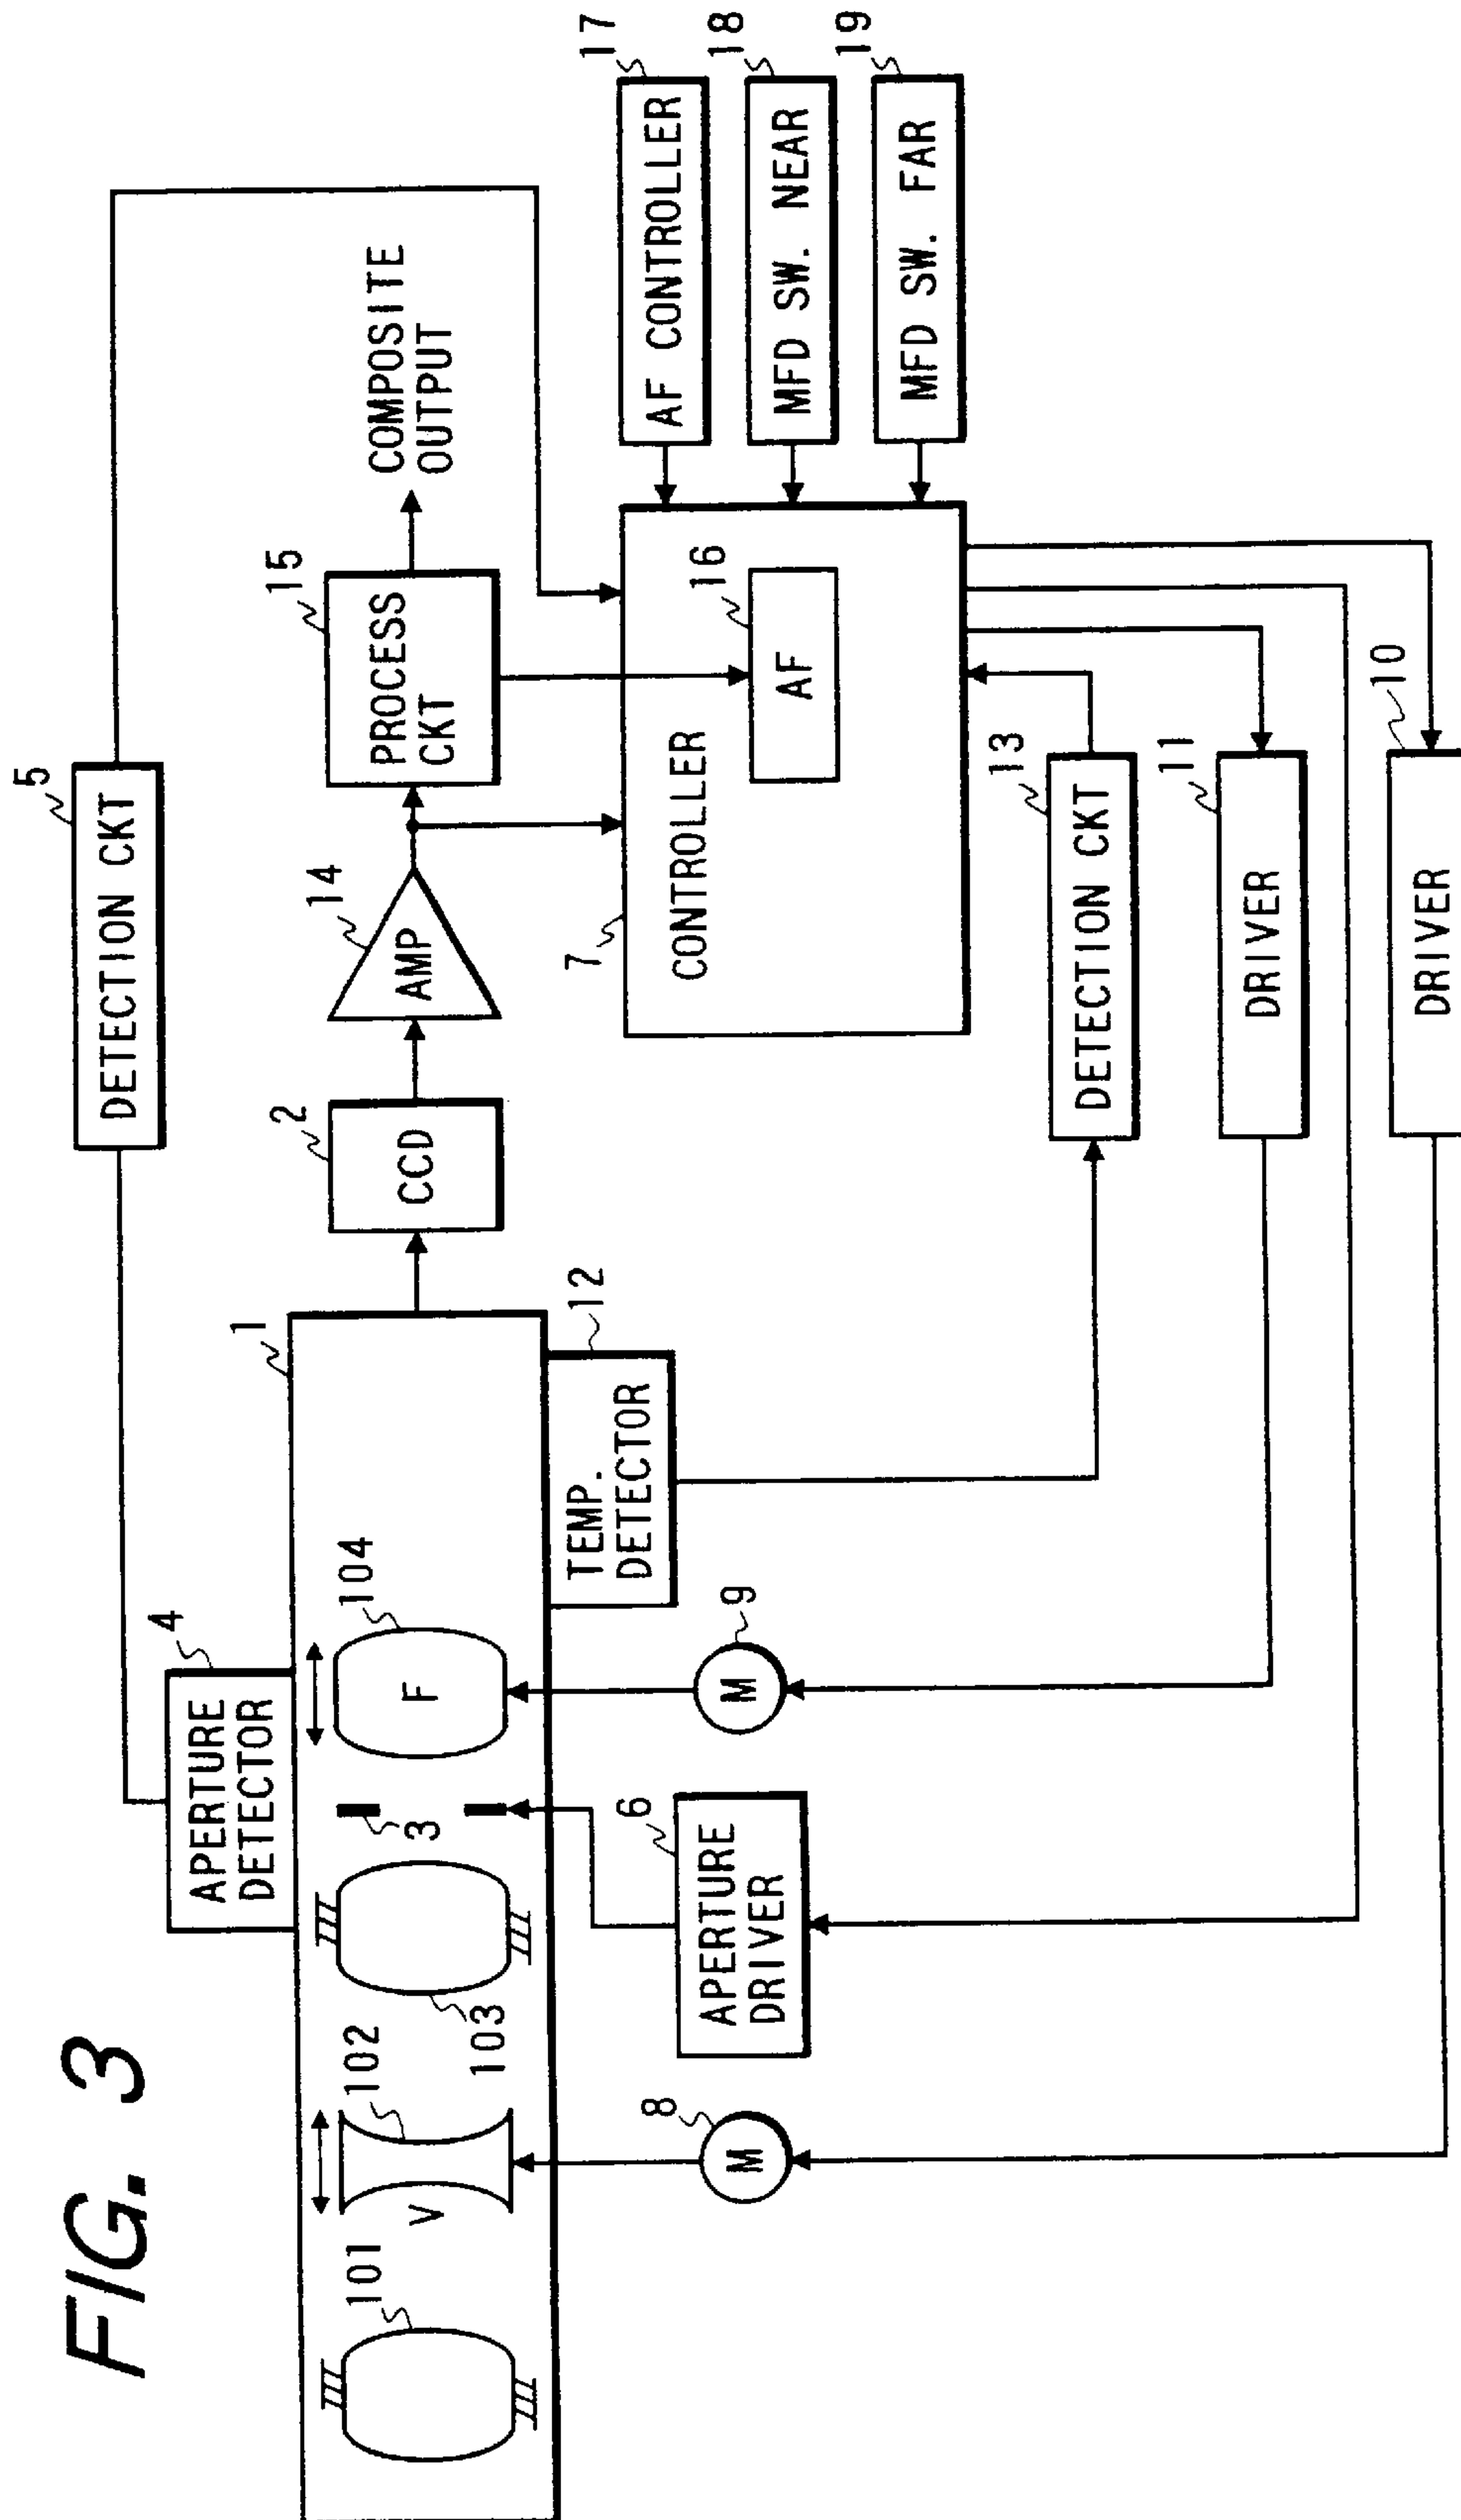 FIG. 3
5
DETECTION CKT
4
APERTURE
DETECTOR
1
2
CCD
14
AMP
15
PROCESS
CKT
COMPOSITE
OUTPUT
101
V
102
103
3
F
104
TEMP.
DETECTOR
12
7
CONTROLLER
16
AF
17
AF CONTROLLER
18
MFD SW. NEAR
19
MFD SW. FAR
8
M
6
APERTURE
DRIVER
9
M
13
DETECTION CKT
11
DRIVER
10
DRIVER